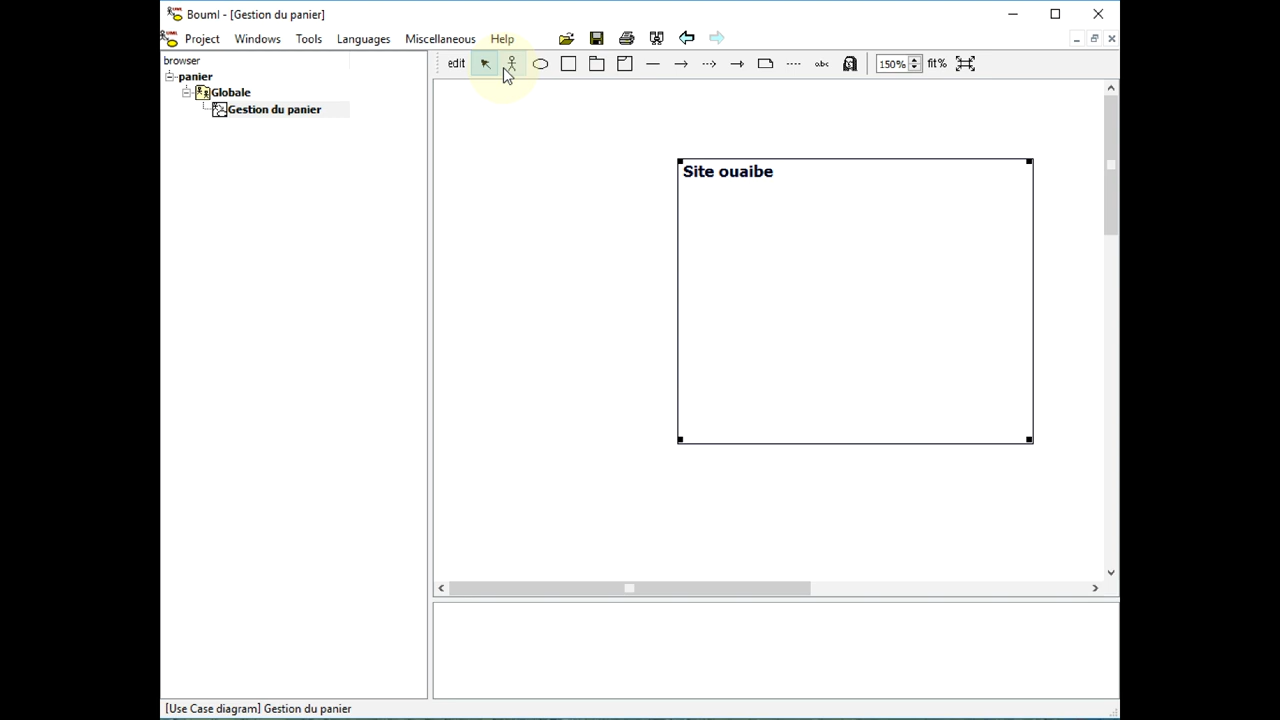 Bouml - [Gestion du panier]
Project Windows Tools Languages Miscellaneous Help
browser
edit abc 150% fit%
panier
Globale
Gestion du panier
Site ouaibe
[Use Case diagram] Gestion du panier